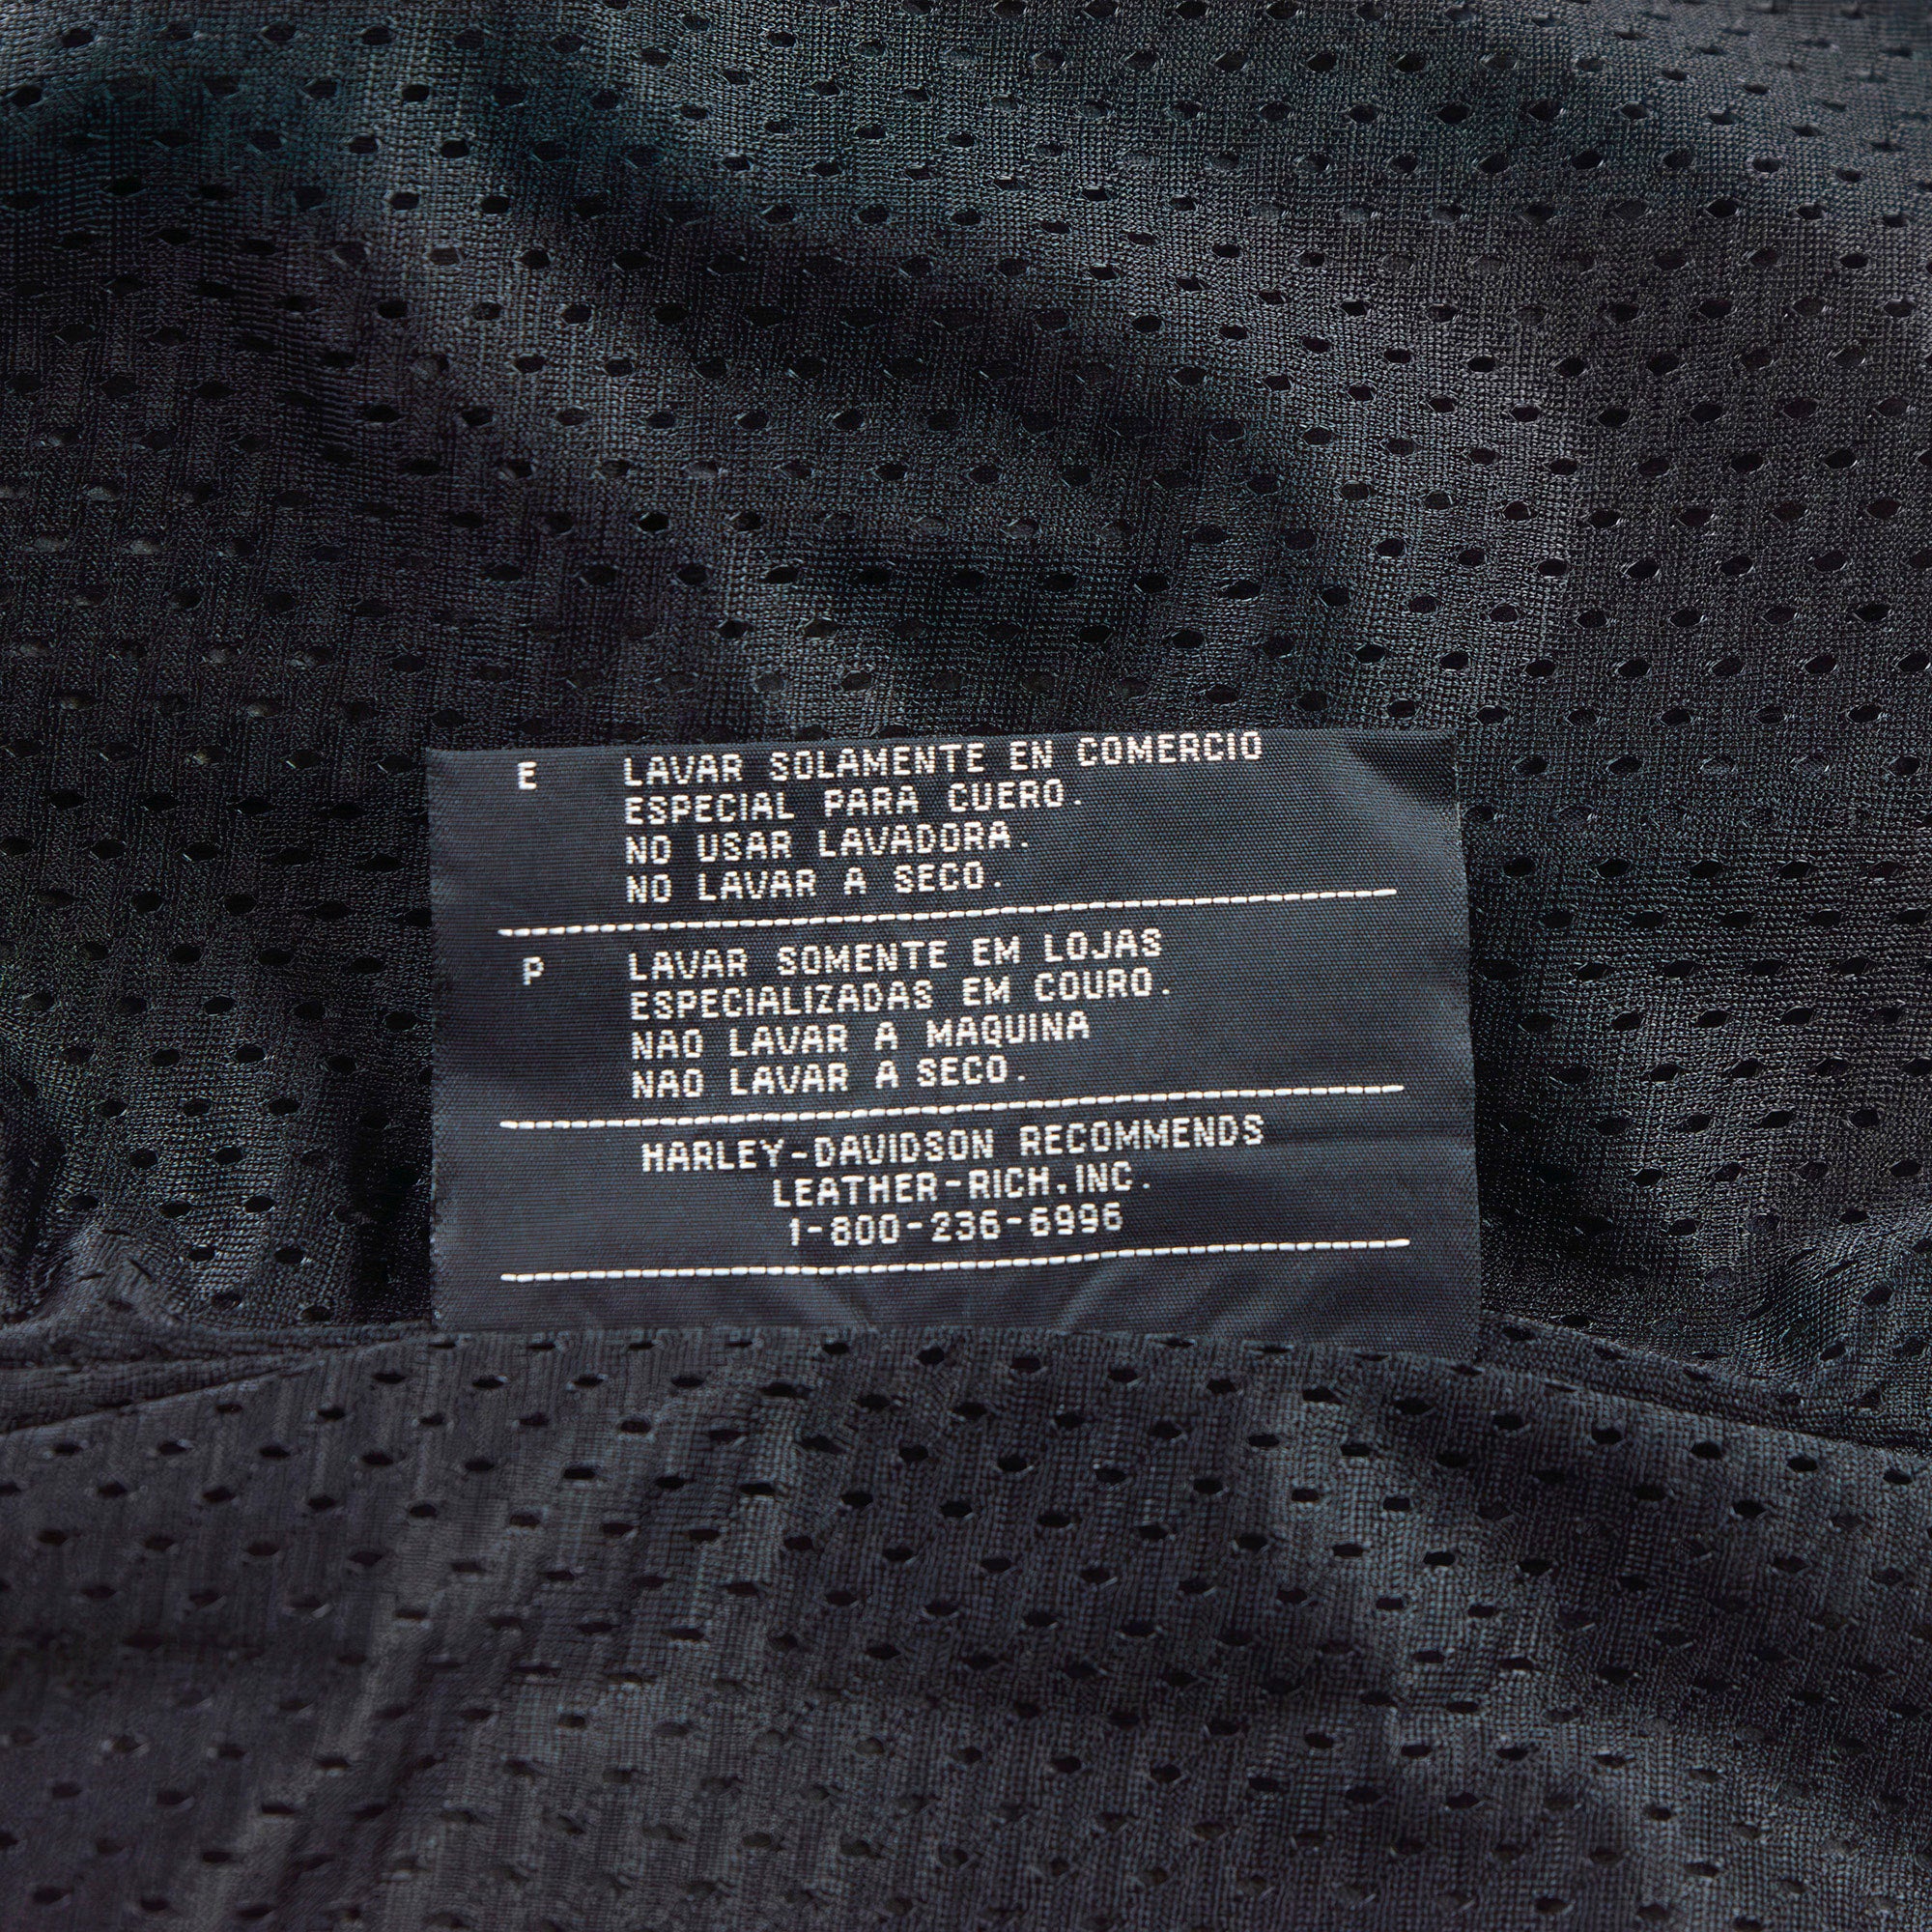 E LAVAR SOLAMENTE EN COMERCIO
ESPECIAL PARA CUERO.
NO USAR LAVADORA.
NO LAVAR A SECO.
P LAVAR SOMENTE EM LOJAS
ESPECIALIZADAS EM COURO.
NAO LAVAR A MAQUINA
NAO LAVAR A SECO.
HARLEY-DAVIDSON RECOMMENDS
LEATHER-RICH,INC.
1-800-236-6996